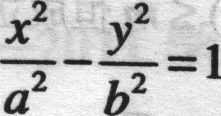 x²/a² − y²/b² = 1